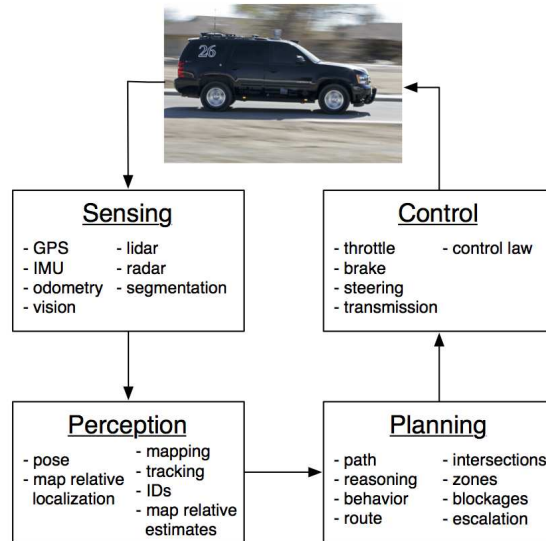 26
Sensing
- GPS
- IMU
- odometry
- vision
- lidar
- radar
- segmentation
Control
- throttle
- brake
- steering
- transmission
- control law
Perception
- pose
- map relative
localization
- mapping
- tracking
- IDs
- map relative
estimates
Planning
- path
- reasoning
- behavior
- route
- intersections
- zones
- blockages
- escalation